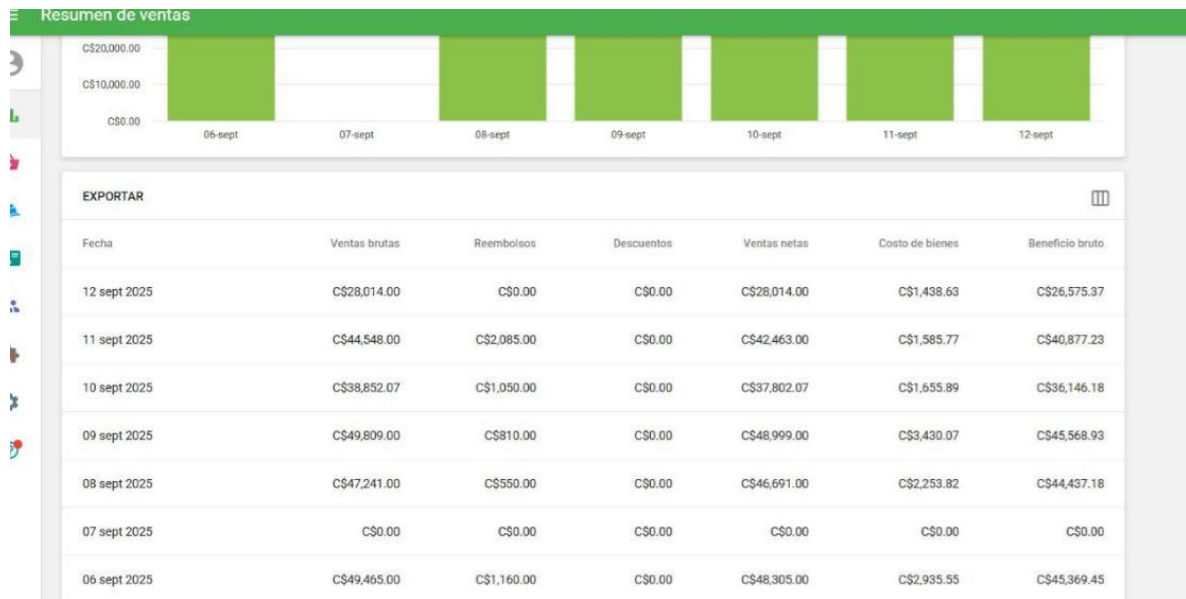 Resumen de ventas
C$20,000.00
C$10,000.00
C$0.00
06-sept 07-sept 08-sept 09-sept 10-sept 11-sept 12-sept
EXPORTAR
Fecha Ventas brutas Reembolsos Descuentos Ventas netas Costo de bienes Beneficio bruto
12 sept 2025 C$28,014.00 C$0.00 C$0.00 C$28,014.00 C$1,438.63 C$26,575.37
11 sept 2025 C$44,548.00 C$2,085.00 C$0.00 C$42,463.00 C$1,585.77 C$40,877.23
10 sept 2025 C$38,852.07 C$1,050.00 C$0.00 C$37,802.07 C$1,655.89 C$36,146.18
09 sept 2025 C$49,809.00 C$810.00 C$0.00 C$48,999.00 C$3,430.07 C$45,568.93
08 sept 2025 C$47,241.00 C$550.00 C$0.00 C$46,691.00 C$2,253.82 C$44,437.18
07 sept 2025 C$0.00 C$0.00 C$0.00 C$0.00 C$0.00 C$0.00
06 sept 2025 C$49,465.00 C$1,160.00 C$0.00 C$48,305.00 C$2,935.55 C$45,369.45